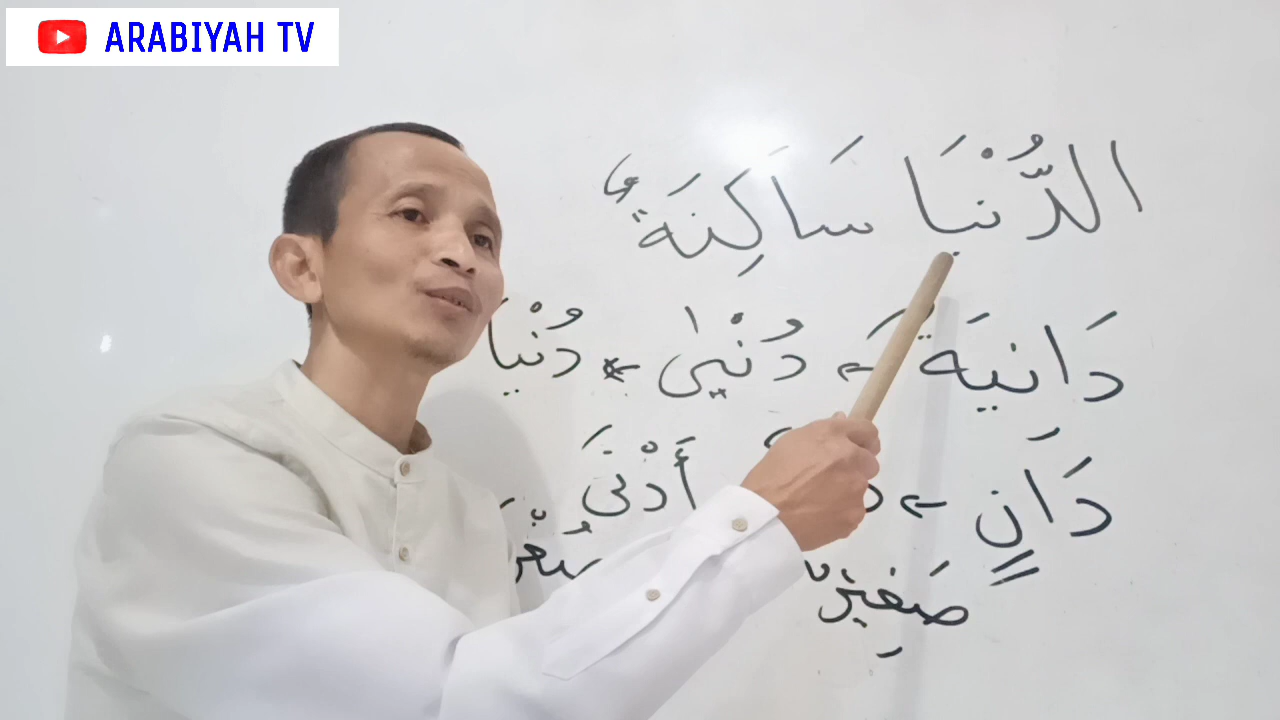 ARABIYAH TV
الدُّنْيَا سَاكِنَةٌ
دَانِيَةٌ ← دُنْيٰى ← دُنْيَا
دَانٍ ← أَدْنَى
صَغِيْرٌ